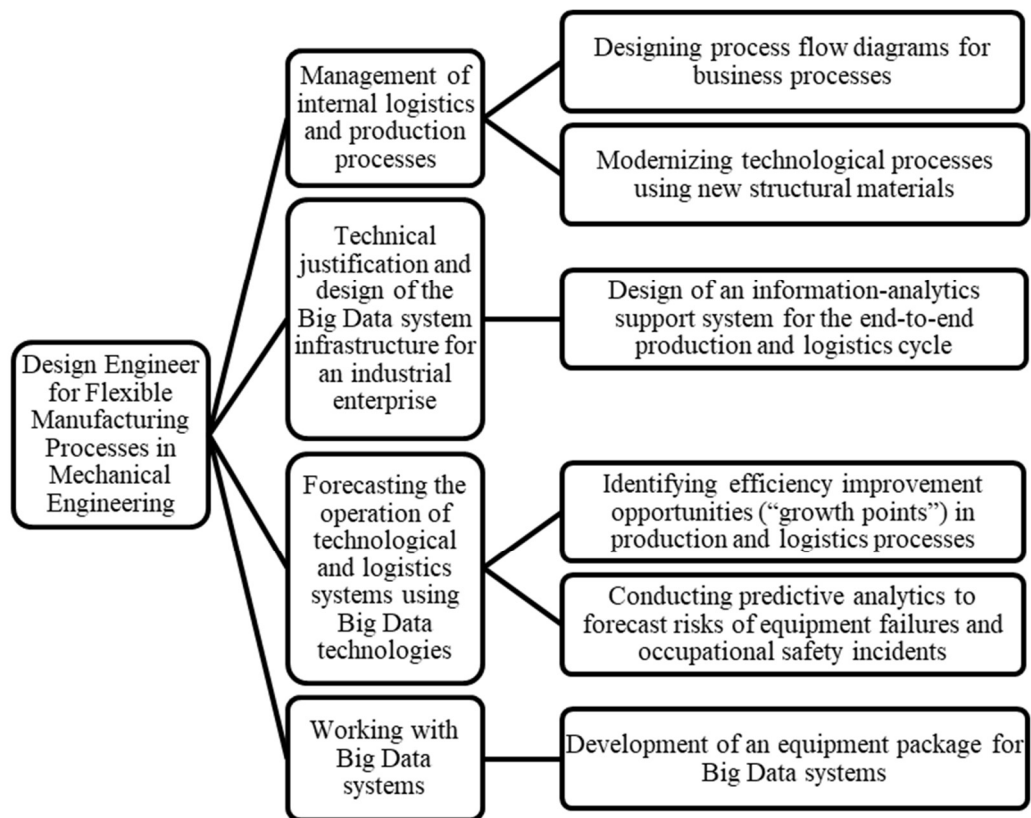 Design Engineer
for Flexible
Manufacturing
Processes in
Mechanical
Engineering
Management of
internal logistics
and production
processes
Designing process flow diagrams for
business processes
Modernizing technological processes
using new structural materials
Technical
justification and
design of the
Big Data system
infrastructure for
an industrial
enterprise
Design of an information-analytics
support system for the end-to-end
production and logistics cycle
Forecasting the
operation of
technological
and logistics
systems using
Big Data
technologies
Identifying efficiency improvement
opportunities (“growth points”) in
production and logistics processes
Conducting predictive analytics to
forecast risks of equipment failures and
occupational safety incidents
Working with
Big Data
systems
Development of an equipment package for
Big Data systems